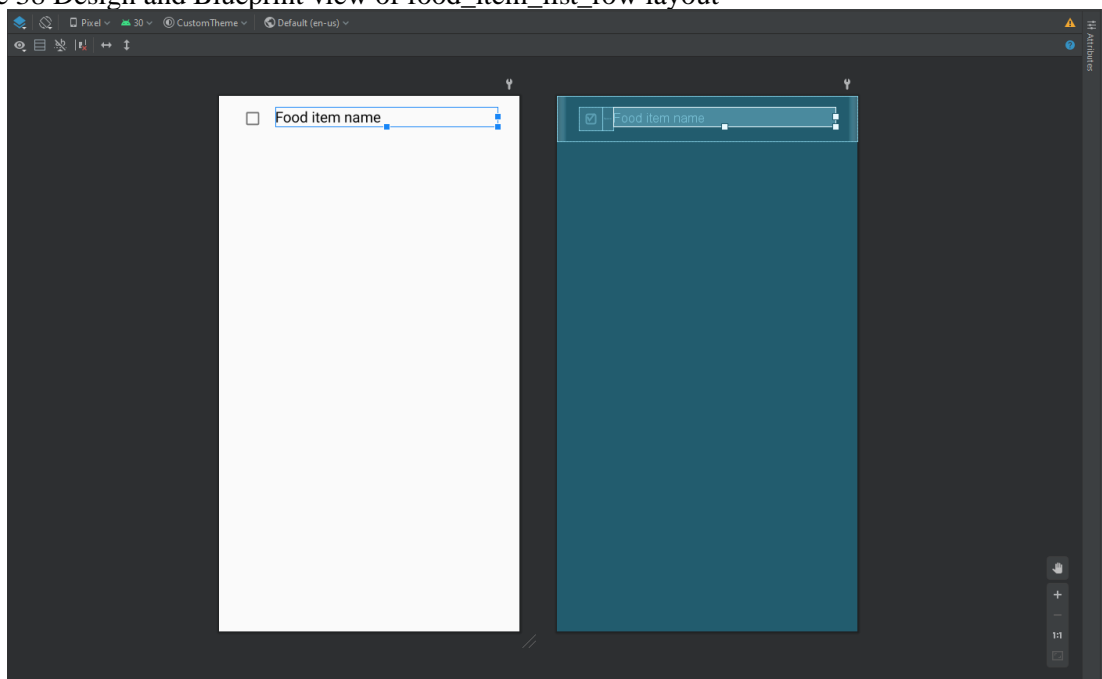 e 38 Design and Blueprint view of food_item_list_row layout
Pixel 30 CustomTheme Default (en-us)
Attributes
Food item name
Food item name
1:1